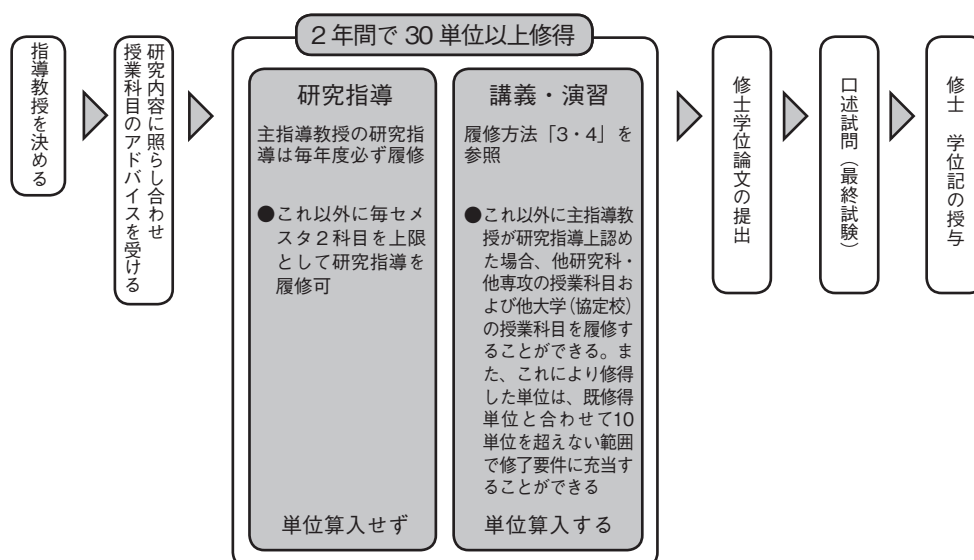 指導教授を決める
研究内容に照らし合わせ
授業科目のアドバイスを受ける
2年間で30単位以上修得
研究指導
主指導教授の研究指
導は毎年度必ず履修
●これ以外に毎セメ
スタ2科目を上限
として研究指導を
履修可
単位算入せず
講義・演習
履修方法「3・4」を
参照
●これ以外に主指導教
授が研究指導上認め
た場合、他研究科・
他専攻の授業科目お
よび他大学(協定校)
の授業科目を履修す
ることができる。ま
た、これにより修得
した単位は、既修得
単位と合わせて10
単位を超えない範囲
で修了要件に充当す
ることができる
単位算入する
修士学位論文の提出
口述試問(最終試験)
修士 学位記の授与